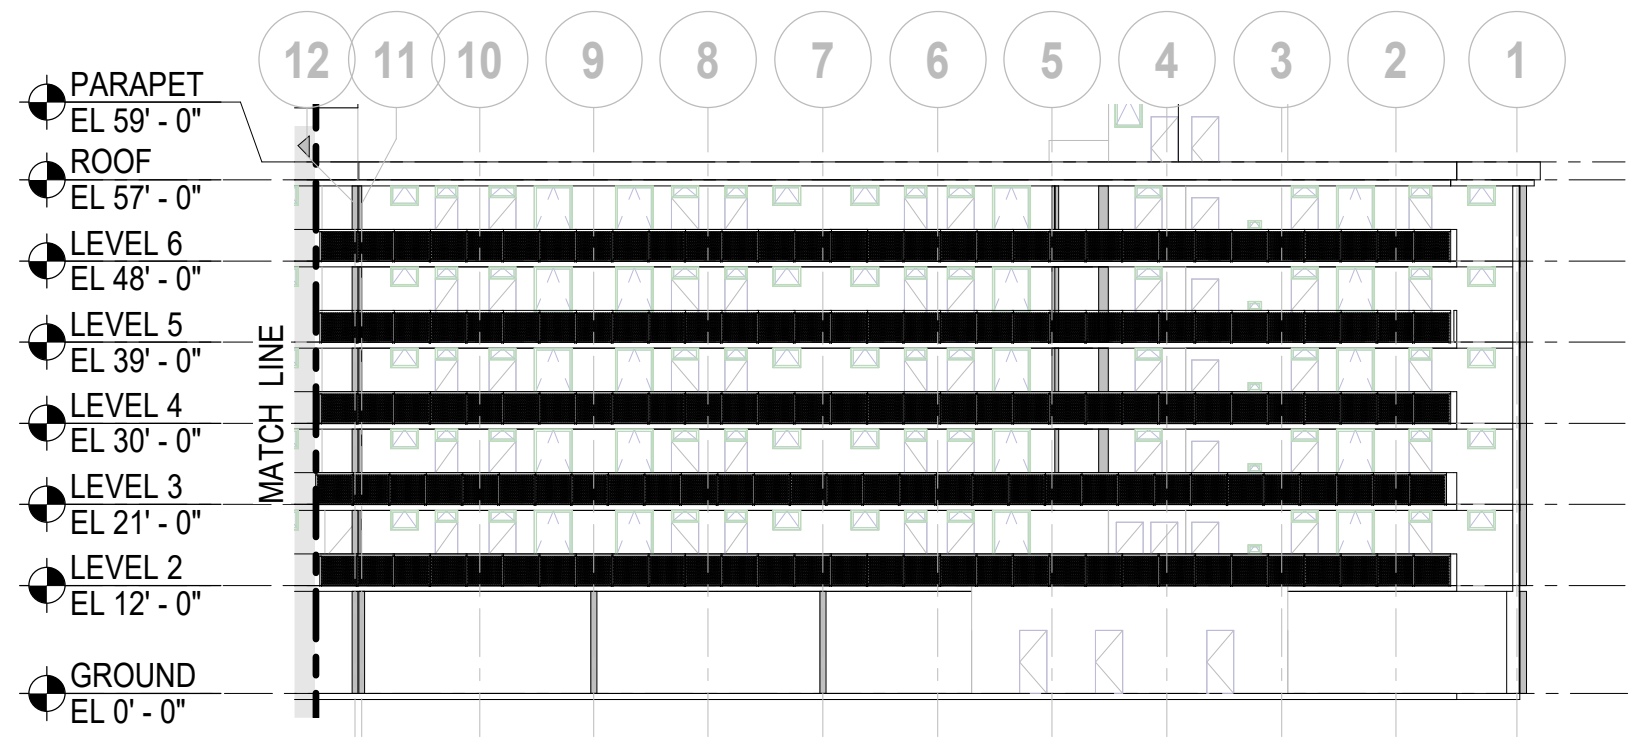 12 11 10 9 8 7 6 5 4 3 2 1
PARAPET
EL 59' - 0"
ROOF
EL 57' - 0"
LEVEL 6
EL 48' - 0"
LEVEL 5
EL 39' - 0"
LEVEL 4
EL 30' - 0"
LEVEL 3
EL 21' - 0"
LEVEL 2
EL 12' - 0"
GROUND
EL 0' - 0"
MATCH LINE